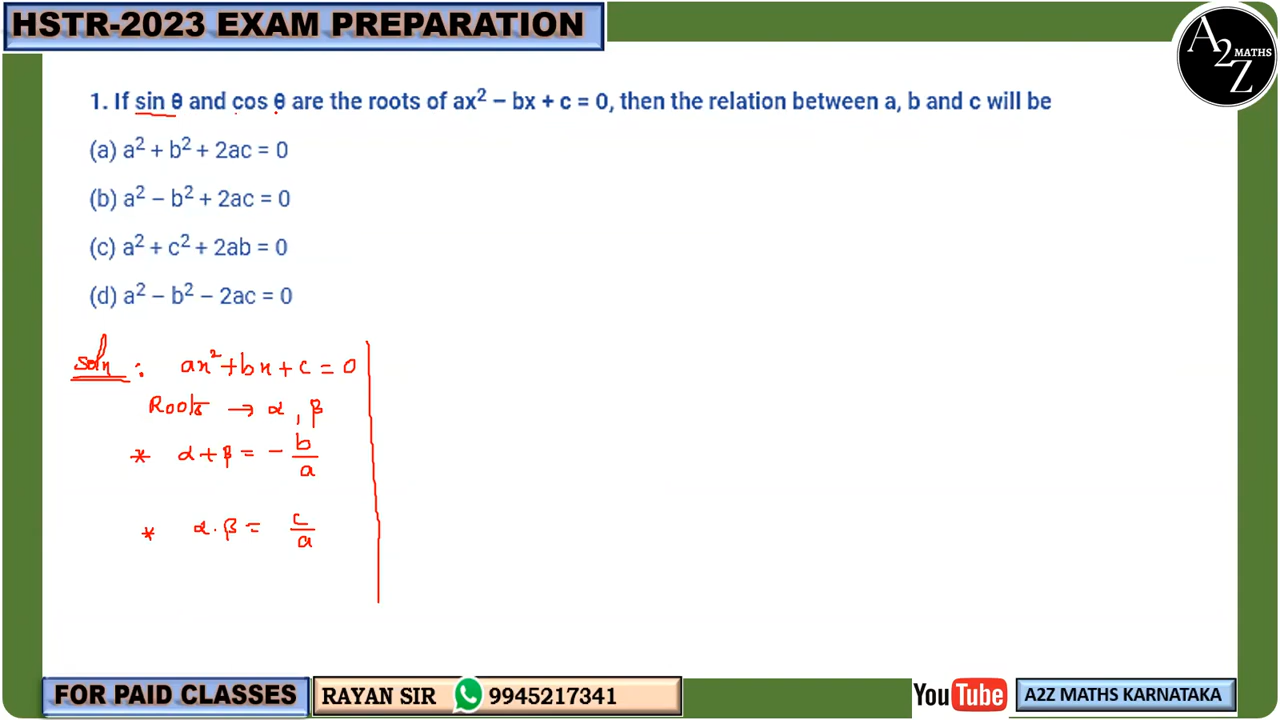 HSTR-2023 EXAM PREPARATION
A2Z MATHS
1. If sin θ and cos θ are the roots of ax² − bx + c = 0, then the relation between a, b and c will be
(a) a² + b² + 2ac = 0
(b) a² − b² + 2ac = 0
(c) a² + c² + 2ab = 0
(d) a² − b² − 2ac = 0
Soln : ax² + bx + c = 0
Roots → α, β
* α + β = - b/a
* α . β = c/a
FOR PAID CLASSES
RAYAN SIR 9945217341
YouTube
A2Z MATHS KARNATAKA